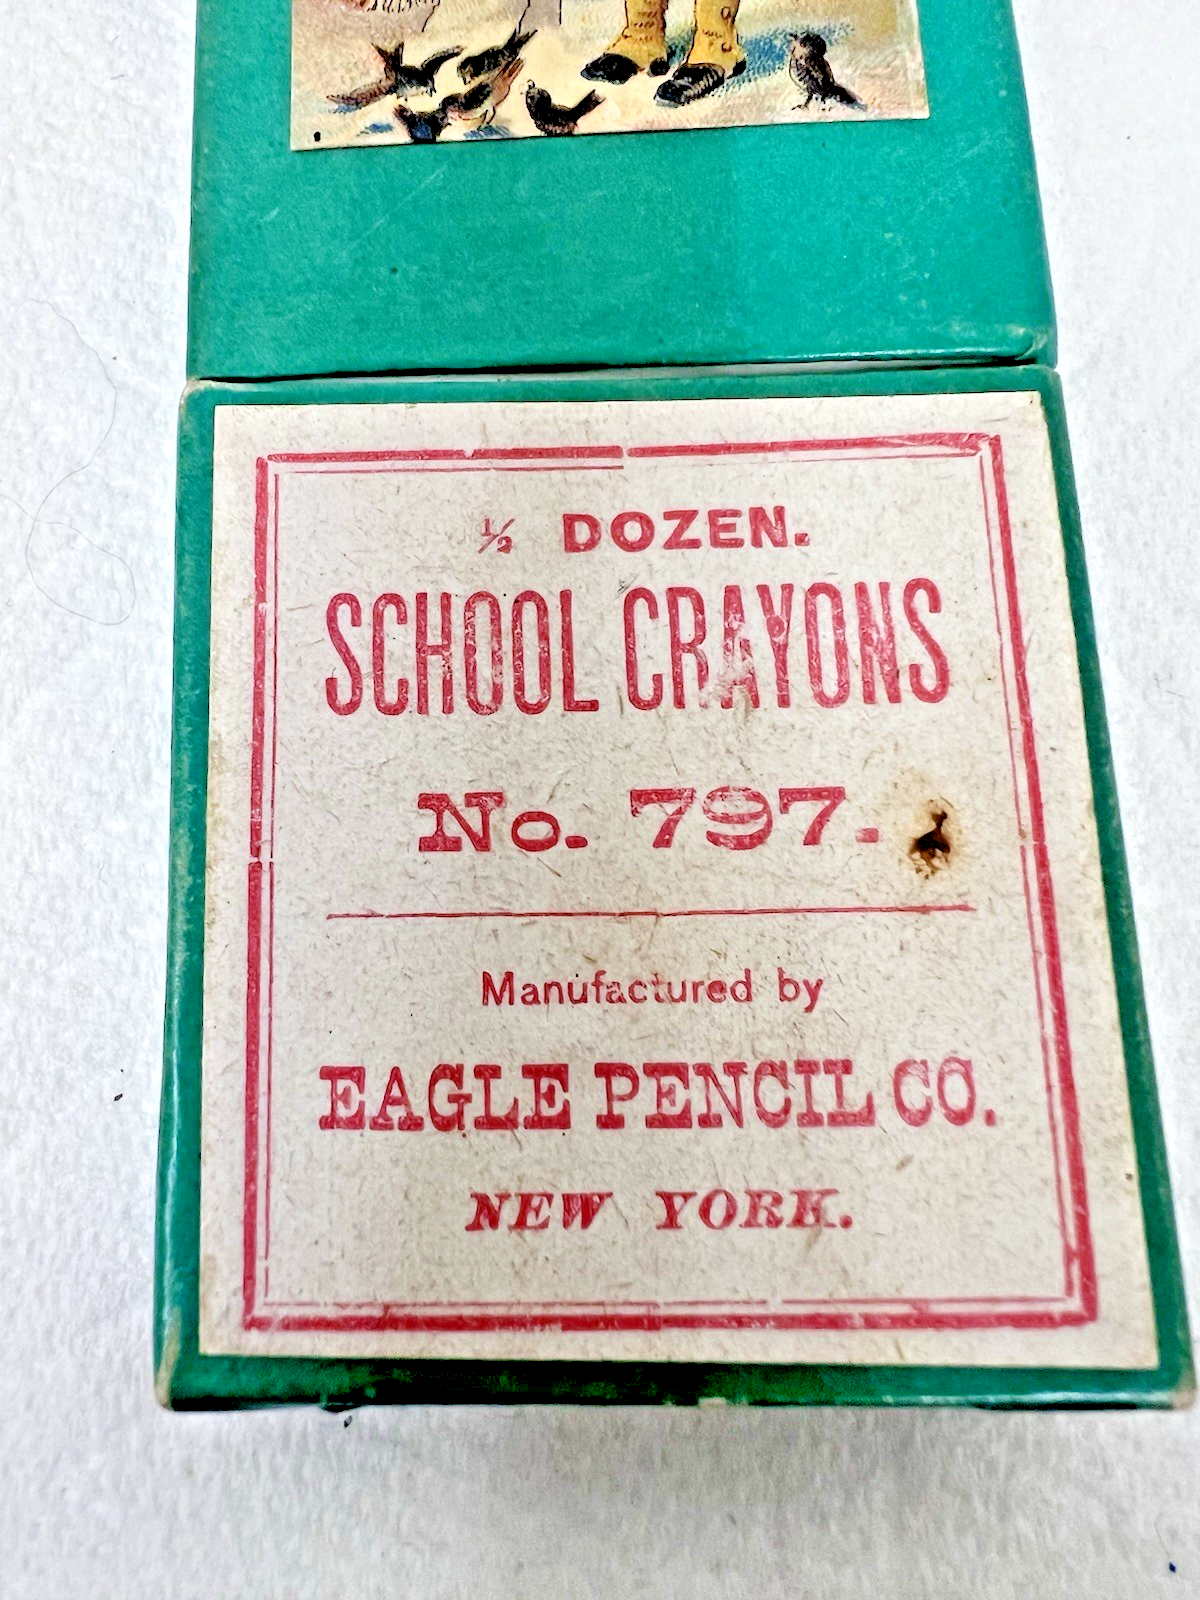 ½ DOZEN.
SCHOOL CRAYONS
No. 797.
Manufactured by
EAGLE PENCIL CO.
NEW YORK.